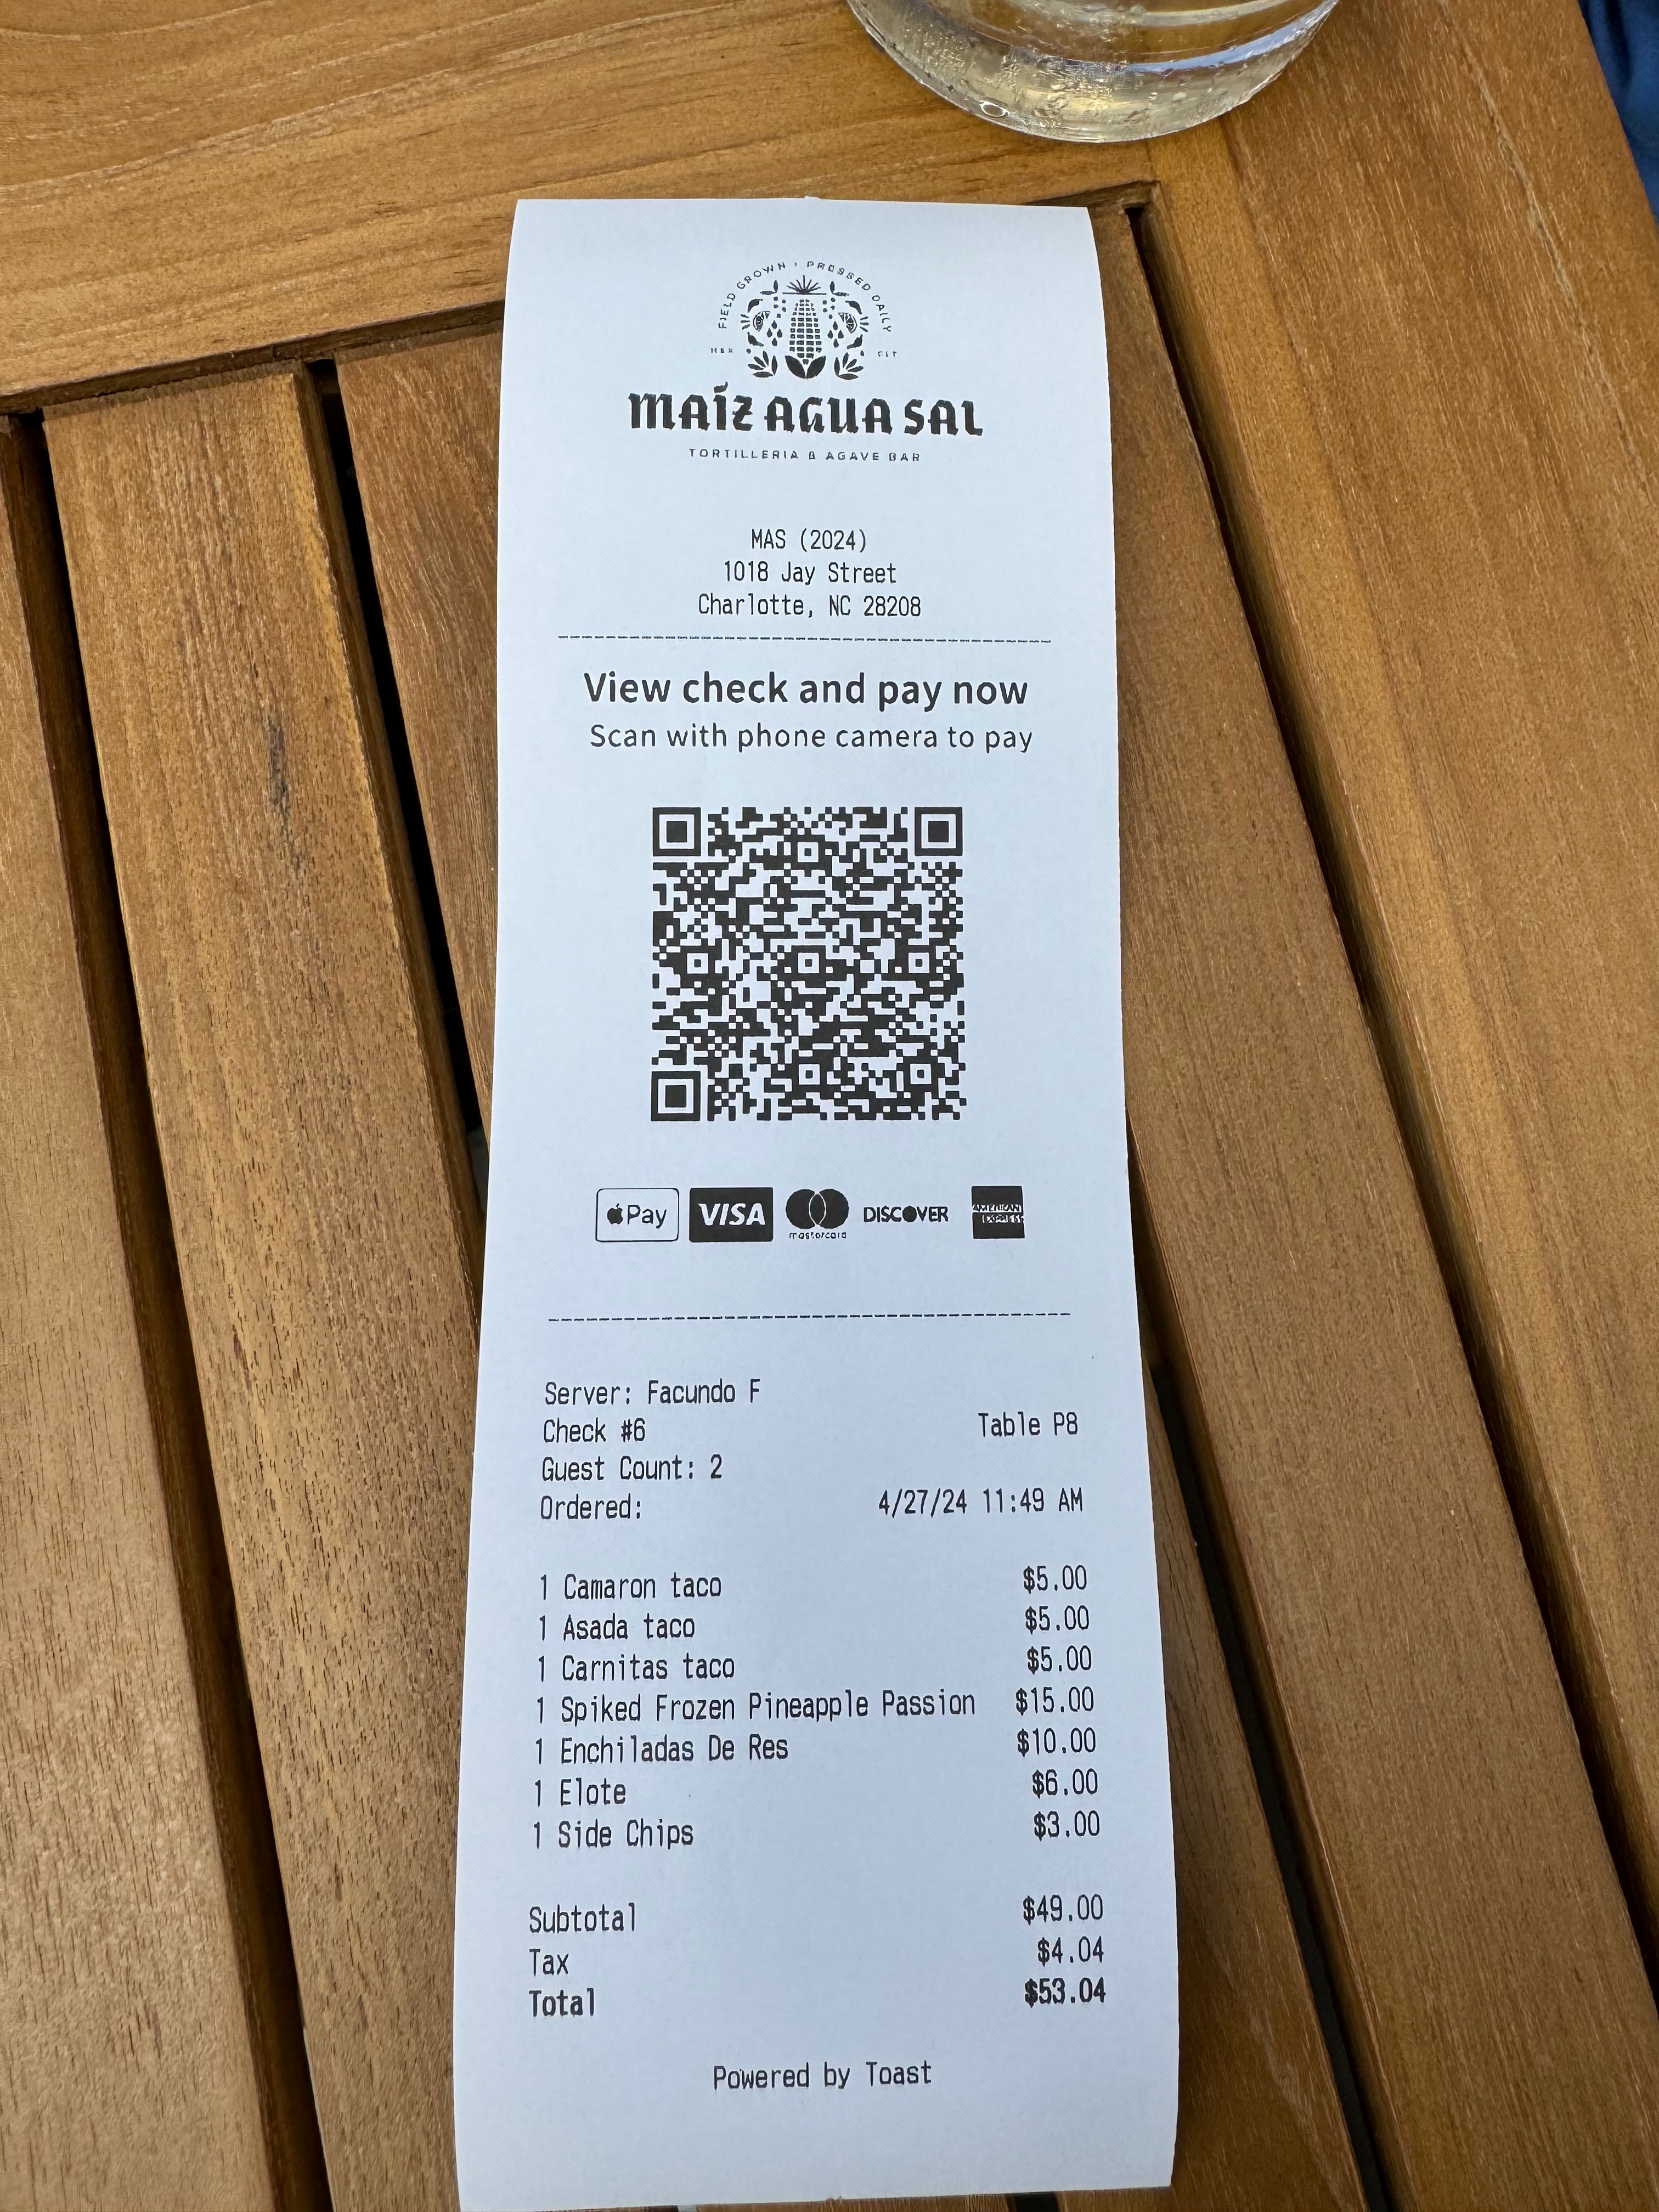 FIELD GROWN · PRESSED DAILY
MEX CLT
MAÍZ AGUA SAL
TORTILLERIA & AGAVE BAR
MAS (2024)
1018 Jay Street
Charlotte, NC 28208
View check and pay now
Scan with phone camera to pay
Pay VISA mastercard DISCOVER AMERICAN EXPRESS
Server: Facundo F
Check #6 Table P8
Guest Count: 2
Ordered: 4/27/24 11:49 AM
1 Camaron taco $5.00
1 Asada taco $5.00
1 Carnitas taco $5.00
1 Spiked Frozen Pineapple Passion $15.00
1 Enchiladas De Res $10.00
1 Elote $6.00
1 Side Chips $3.00
Subtotal $49.00
Tax $4.04
Total $53.04
Powered by Toast